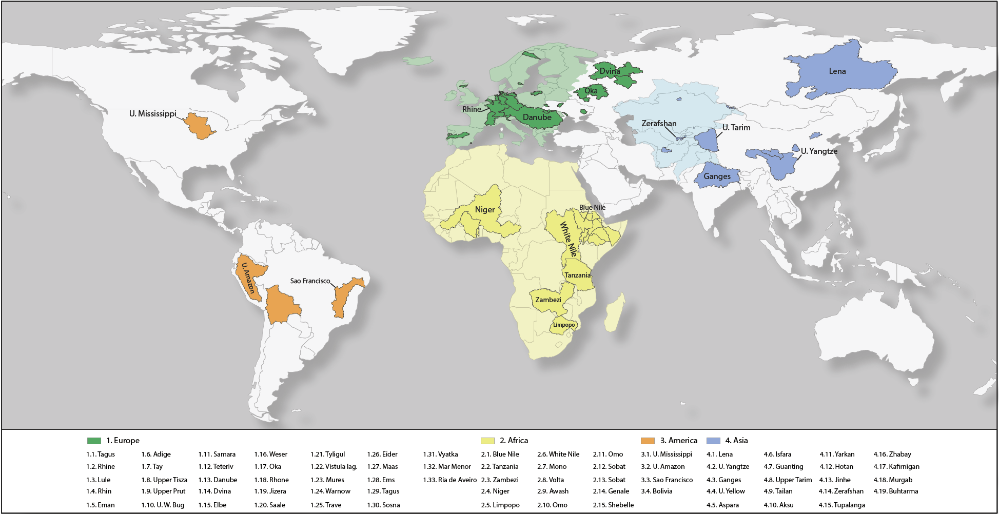 Lena
Dvina
Oka
Rhine
Danube
U. Mississippi
Zerafshan
U. Tarim
U. Yangtze
Ganges
Niger
Blue Nile
White Nile
U. Amazon
Sao Francisco
Tanzania
Zambezi
Limpopo
1. Europe 2. Africa 3. America 4. Asia
1.1. Tagus 1.6. Adige 1.11. Samara 1.16. Weser 1.21. Tyligul 1.26. Eider 1.31. Vyatka 2.1. Blue Nile 2.6. White Nile 2.11. Omo 3.1. U. Mississippi 4.1. Lena 4.6. Isfara 4.11. Yarkan 4.16. Zhabay
1.2. Rhine 1.7. Tay 1.12. Teteriv 1.17. Oka 1.22. Vistula lag. 1.27. Maas 1.32. Mar Menor 2.2. Tanzania 2.7. Mono 2.12. Sobat 3.2. U. Amazon 4.2. U. Yangtze 4.7. Guanting 4.12. Hotan 4.17. Kafirnigan
1.3. Lule 1.8. Upper Tisza 1.13. Danube 1.18. Rhone 1.23. Mures 1.28. Ems 1.33. Ria de Aveiro 2.3. Zambezi 2.8. Volta 2.13. Sobat 3.3. Sao Francisco 4.3. Ganges 4.8. Upper Tarim 4.13. Jinhe 4.18. Murgab
1.4. Rhin 1.9. Upper Prut 1.14. Dvina 1.19. Jizera 1.24. Warnow 1.29. Tagus 2.4. Niger 2.9. Awash 2.14. Genale 3.4. Bolivia 4.4. U. Yellow 4.9. Tailan 4.14. Zerafshan 4.19. Buhtarma
1.5. Eman 1.10. U. W. Bug 1.15. Elbe 1.20. Saale 1.25. Trave 1.30. Sosna 2.5. Limpopo 2.10. Omo 2.15. Shebelle 4.5. Aspara 4.10. Aksu 4.15. Tupalanga